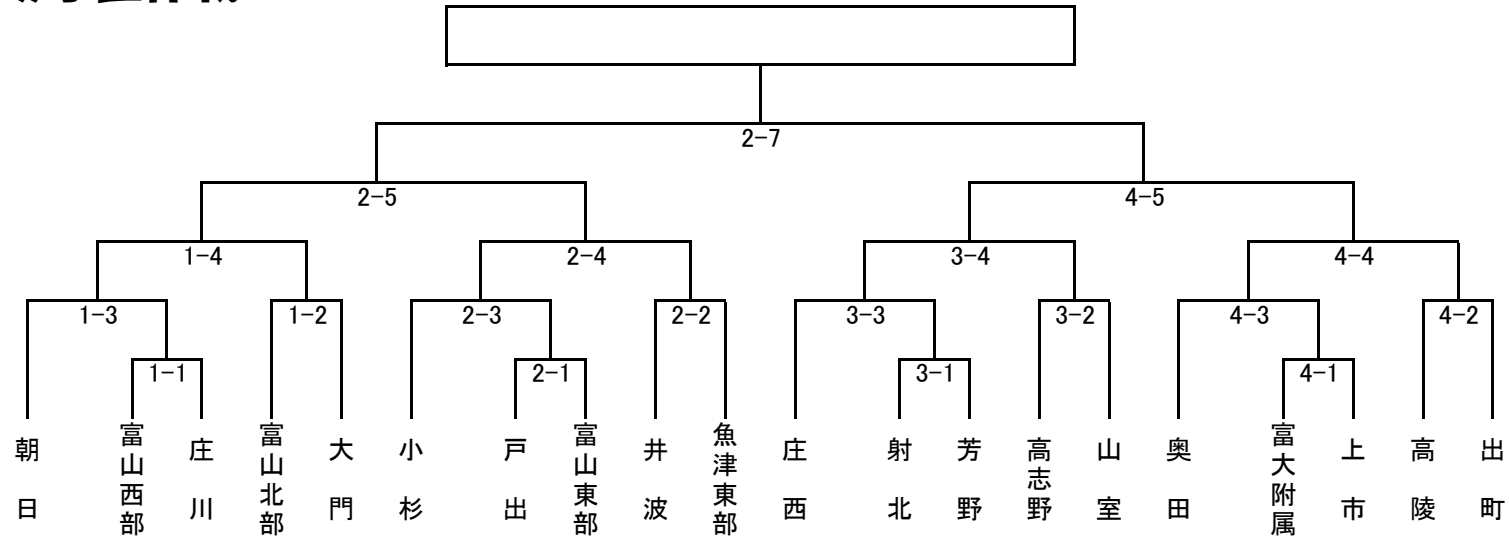 2-7
2-5
4-5
1-4
2-4
3-4
4-4
1-3
1-2
2-3
2-2
3-3
3-2
4-3
4-2
1-1
2-1
3-1
4-1
朝日
富山西部
庄川
富山北部
大門
小杉
戸出
富山東部
井波
魚津東部
庄西
射北
芳野
高志野
山室
奥田
富大附属
上市
高陵
出町